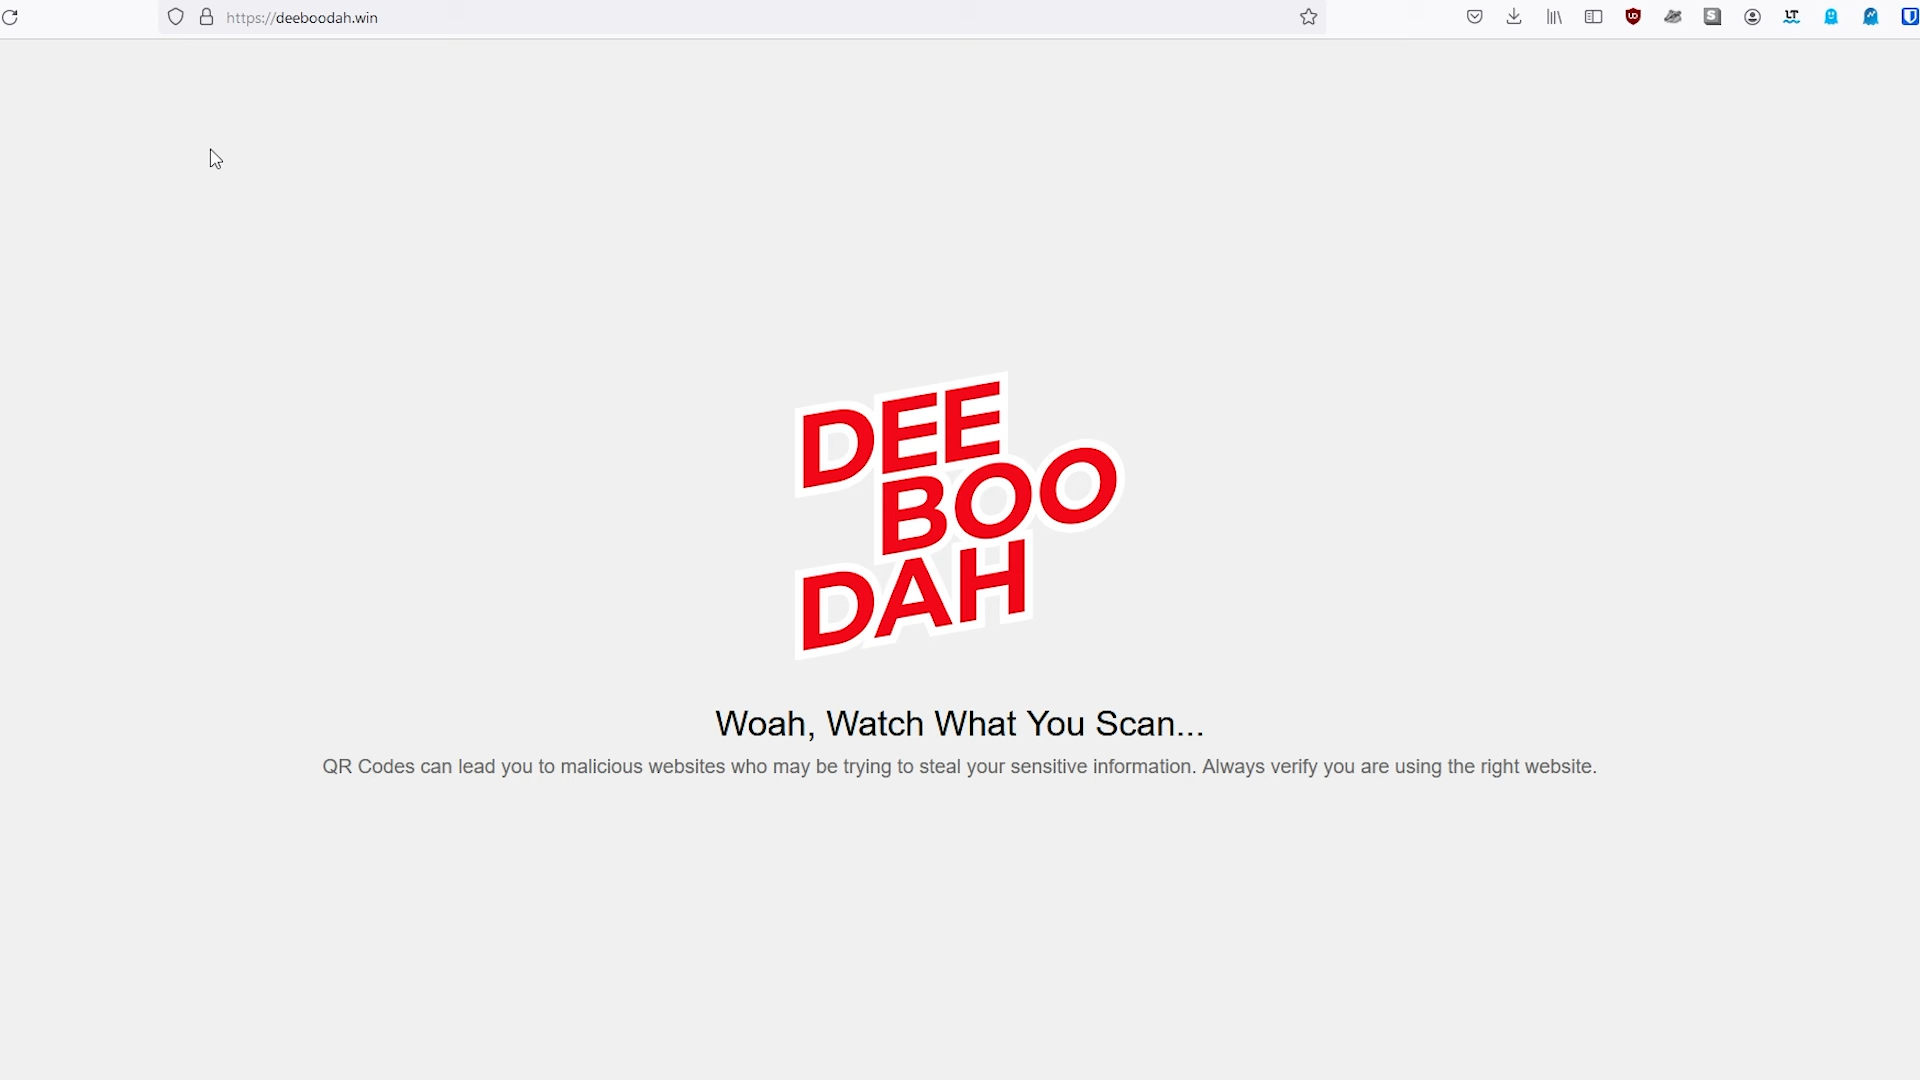 https://deeboodah.win
LT
S
DEE
BOO
DAH
Woah, Watch What You Scan...
QR Codes can lead you to malicious websites who may be trying to steal your sensitive information. Always verify you are using the right website.